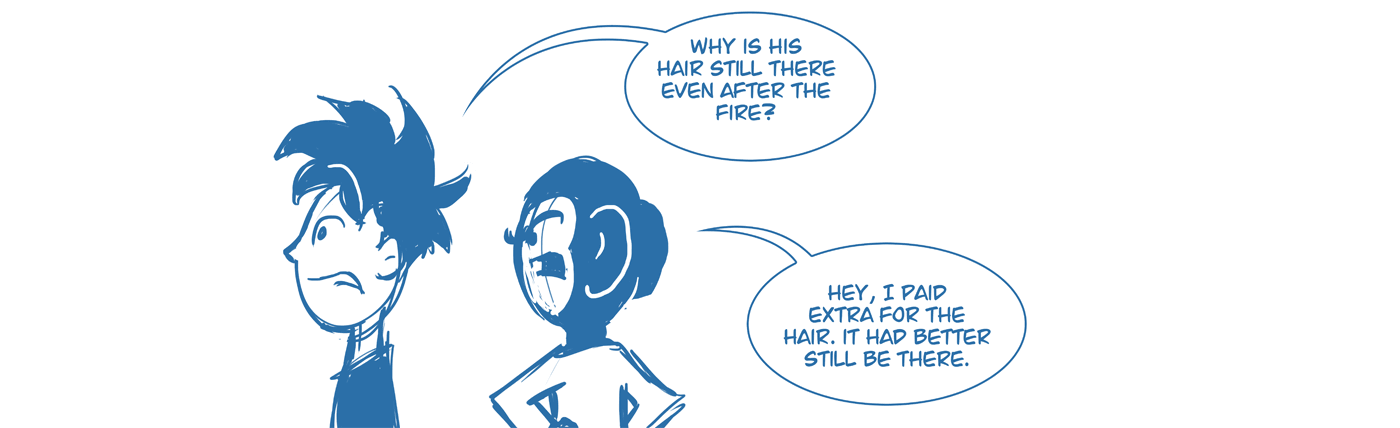 WHY IS HIS
HAIR STILL THERE
EVEN AFTER THE
FIRE?
HEY, I PAID
EXTRA FOR THE
HAIR. IT HAD BETTER
STILL BE THERE.